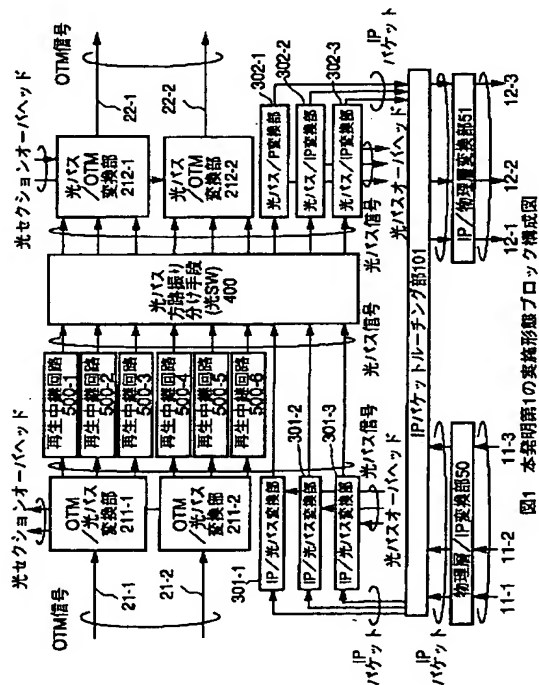 光セクションオーバヘッド
光セクションオーバヘッド
OTM信号
OTM信号
21-1
21-2
22-1
22-2
OTM
/光パス
変換部
211-1
OTM
/光パス
変換部
211-2
再生中継回路
500-1
再生中継回路
500-2
再生中継回路
500-3
再生中継回路
500-4
再生中継回路
500-5
再生中継回路
500-6
光パス
方路振り
分け手段
(光SW)
400
光パス
/OTM
変換部
212-1
光パス
/OTM
変換部
212-2
301-1
301-2
301-3
IP/光パス変換部
IP/光パス変換部
IP/光パス変換部
光パス信号
光パス信号
光パス信号
光パスオーバヘッド
光パスオーバヘッド
光パス/IP変換部
光パス/IP変換部
光パス/IP変換部
302-1
302-2
302-3
IP
パケット
IP
パケット
IP
パケット
IPパケットルーチング部101
物理層/IP変換部50
IP/物理層変換部51
11-1
11-2
11-3
12-1
12-2
12-3
図1 本発明第1の実施形態ブロック構成図